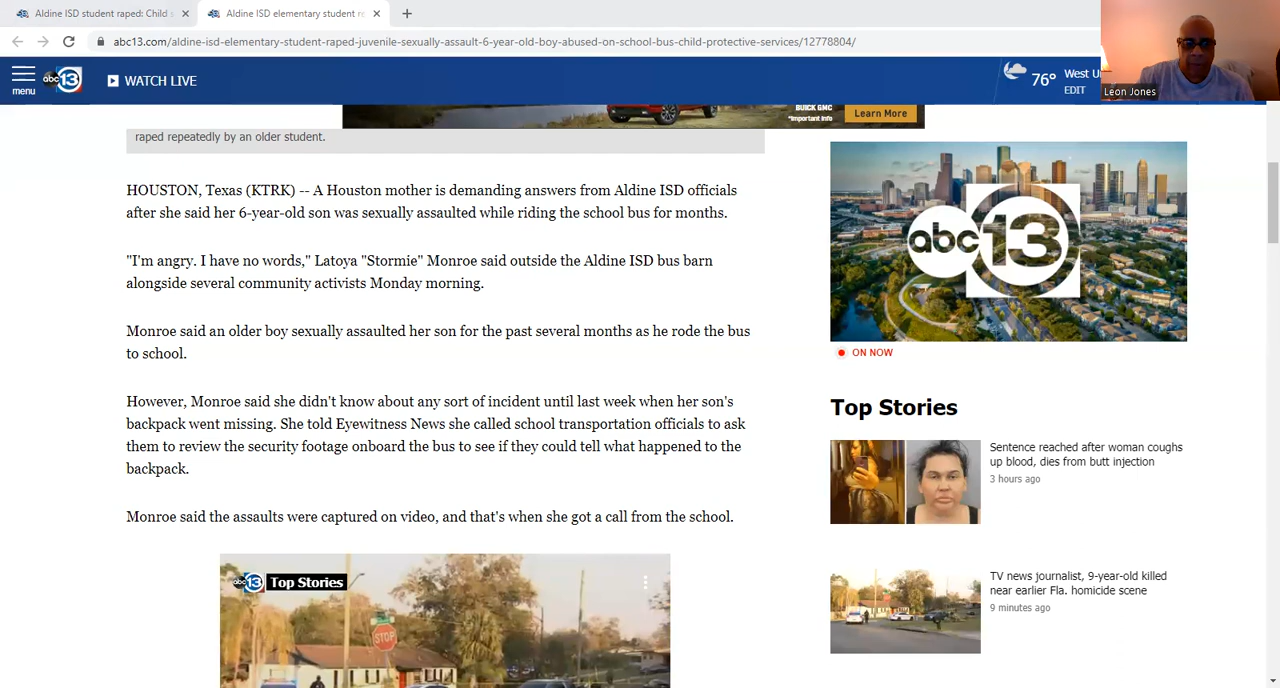 Aldine ISD student raped: Child s
Aldine ISD elementary student r
abc13.com/aldine-isd-elementary-student-raped-juvenile-sexually-assault-6-year-old-boy-abused-on-school-bus-child-protective-services/12778804/
menu
abc 13
WATCH LIVE
76°
West U
EDIT
Leon Jones
BUICK GMC
*Important Info
Learn More
raped repeatedly by an older student.
HOUSTON, Texas (KTRK) -- A Houston mother is demanding answers from Aldine ISD officials
after she said her 6-year-old son was sexually assaulted while riding the school bus for months.
"I'm angry. I have no words," Latoya "Stormie" Monroe said outside the Aldine ISD bus barn
alongside several community activists Monday morning.
Monroe said an older boy sexually assaulted her son for the past several months as he rode the bus
to school.
However, Monroe said she didn't know about any sort of incident until last week when her son's
backpack went missing. She told Eyewitness News she called school transportation officials to ask
them to review the security footage onboard the bus to see if they could tell what happened to the
backpack.
Monroe said the assaults were captured on video, and that's when she got a call from the school.
abc 13 Top Stories
STOP
abc 13
ON NOW
Top Stories
Sentence reached after woman coughs
up blood, dies from butt injection
3 hours ago
TV news journalist, 9-year-old killed
near earlier Fla. homicide scene
9 minutes ago